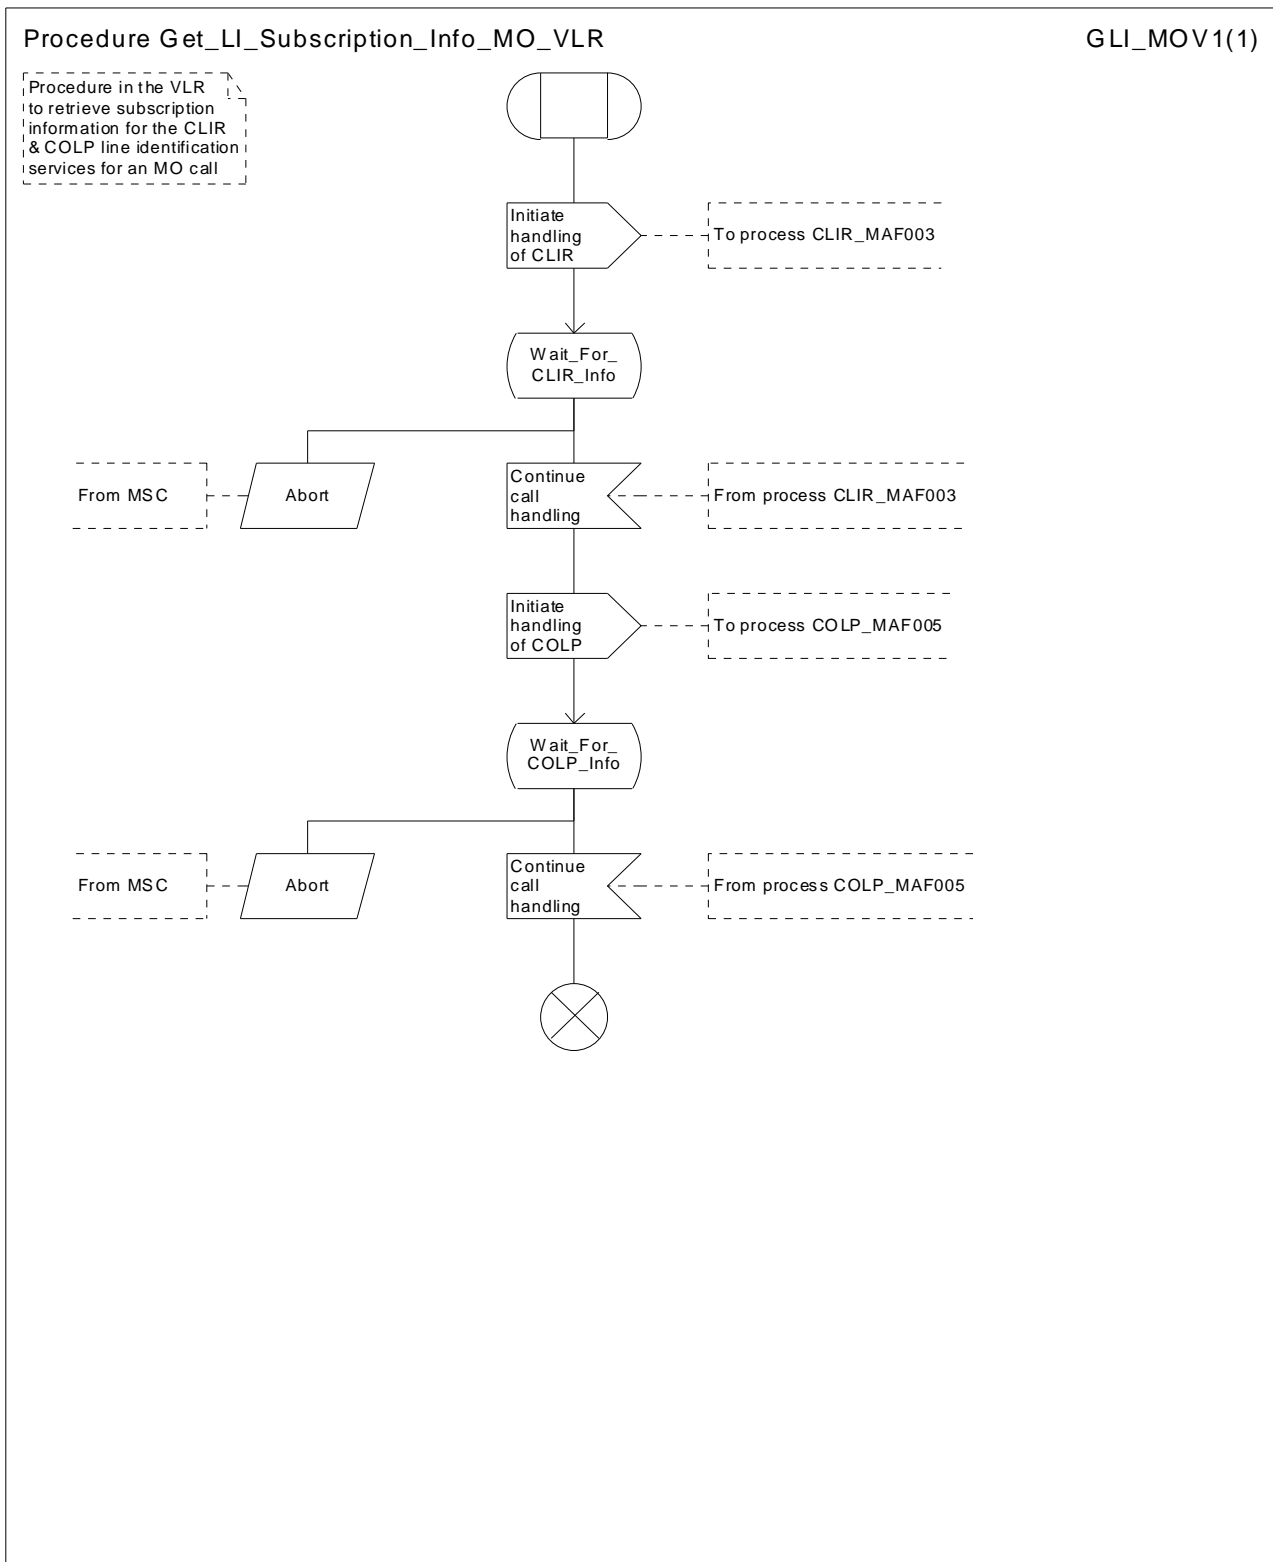 Procedure Get_LI_Subscription_Info_MO_VLR
GLI_MOV1(1)
Procedure in the VLR
to retrieve subscription
information for the CLIR
& COLP line identification
services for an MO call
Initiate
handling
of CLIR
To process CLIR_MAF003
Wait_For_
CLIR_Info
From MSC
Abort
Continue
call
handling
From process CLIR_MAF003
Initiate
handling
of COLP
To process COLP_MAF005
Wait_For_
COLP_Info
From MSC
Abort
Continue
call
handling
From process COLP_MAF005